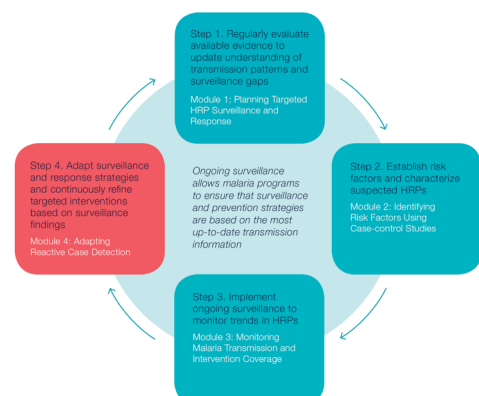 Step 1. Regularly evaluate
available evidence to
update understanding of
transmission patterns and
surveillance gaps
Module 1: Planning Targeted
HRP Surveillance and
Response
Step 2. Establish risk
factors and characterize
suspected HRPs
Module 2: Identifying
Risk Factors Using
Case-control Studies
Step 3. Implement
ongoing surveillance to
monitor trends in HRPs
Module 3: Monitoring
Malaria Transmission and
Intervention Coverage
Step 4. Adapt surveillance
and response strategies
and continuously refine
targeted interventions
based on surveillance
findings
Module 4: Adapting
Reactive Case Detection
Ongoing surveillance
allows malaria programs
to ensure that surveillance
and prevention strategies
are based on the most
up-to-date transmission
information